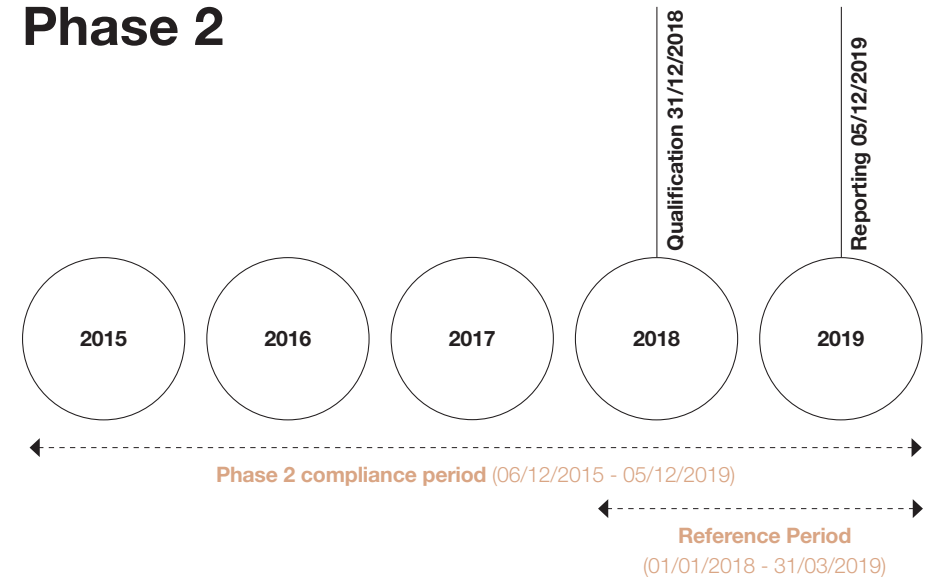 Phase 2
Qualification 31/12/2018
Reporting 05/12/2019
2015
2016
2017
2018
2019
Phase 2 compliance period (06/12/2015 - 05/12/2019)
Reference Period
(01/01/2018 - 31/03/2019)